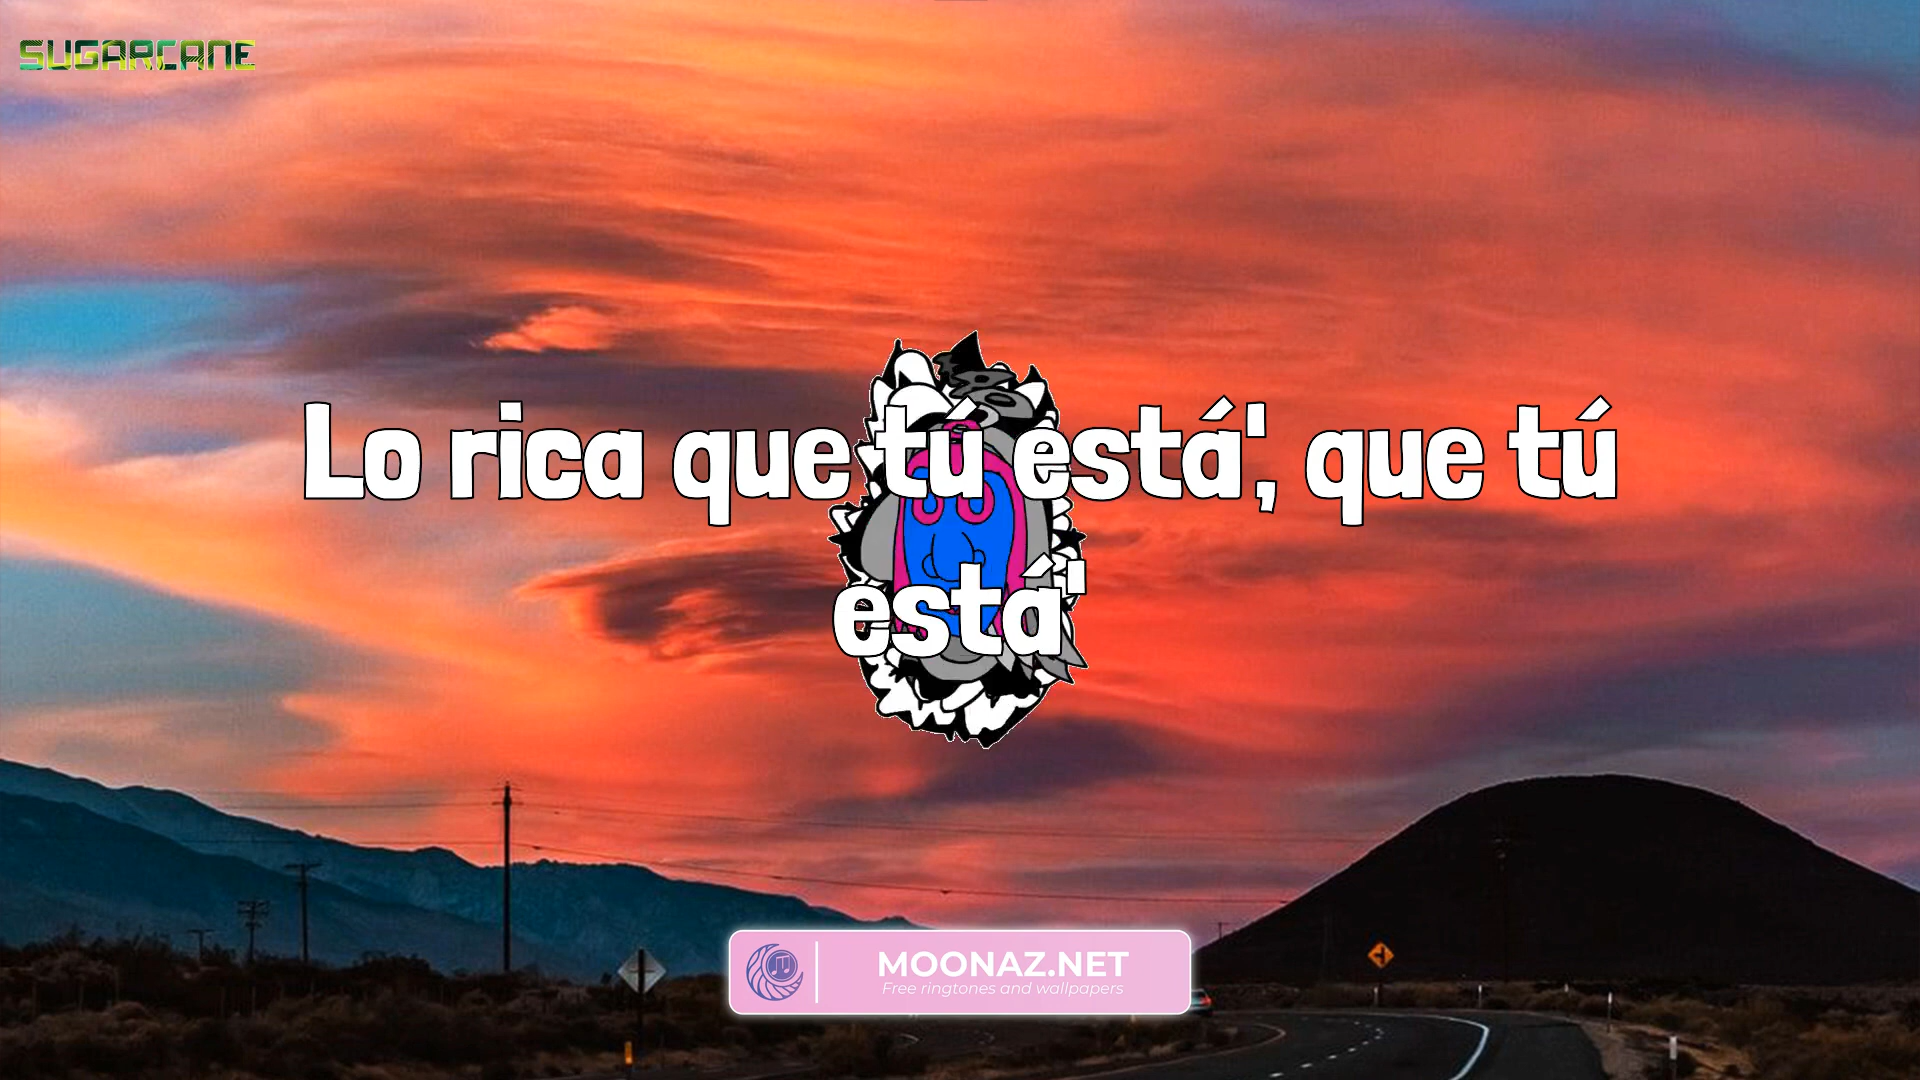 SUGARCANE
Lo rica que tú está', que tú
está'
MOONAZ.NET
Free ringtones and wallpapers